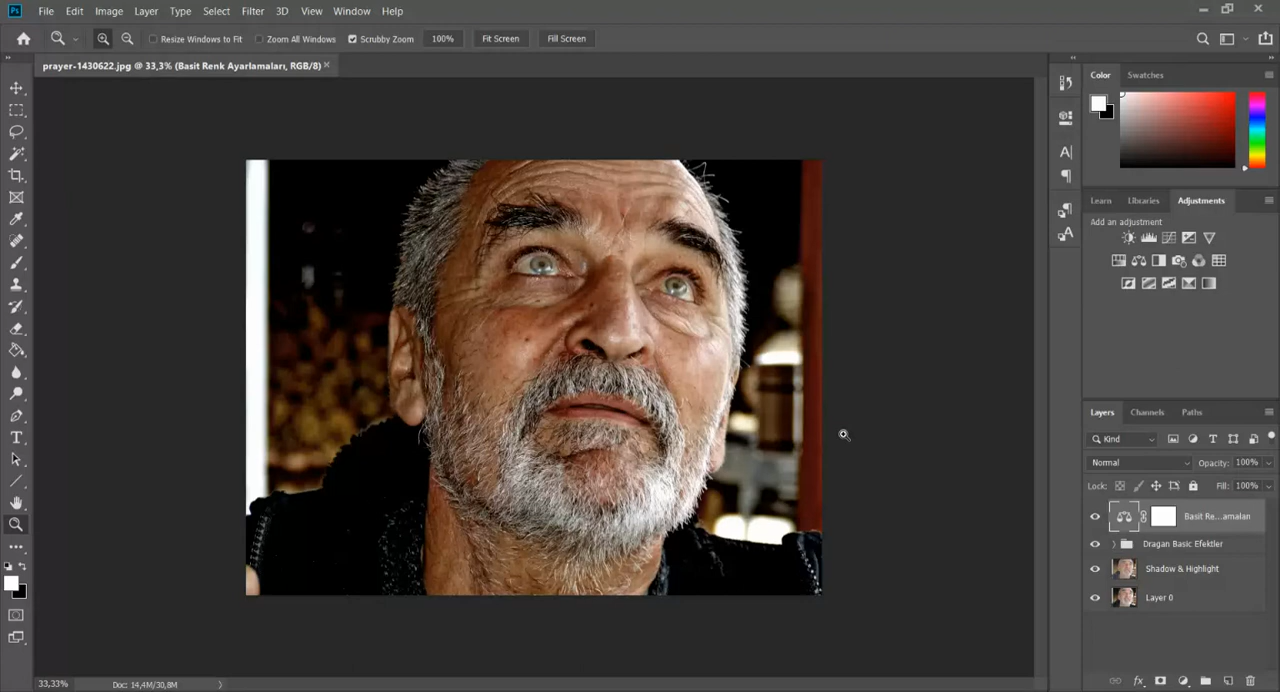 Ps File Edit Image Layer Type Select Filter 3D View Window Help
Resize Windows to Fit Zoom All Windows Scrubby Zoom 100% Fit Screen Fill Screen
prayer-1430622.jpg @ 33,3% (Basit Renk Ayarlamaları, RGB/8)
Color Swatches
Learn Libraries Adjustments
Add an adjustment
Layers Channels Paths
Kind
Normal Opacity: 100%
Lock: Fill: 100%
Basit Re...amaları
Dragan Basic Efektler
Shadow & Highlight
Layer 0
33,33% Doc: 14,4M/30,8M